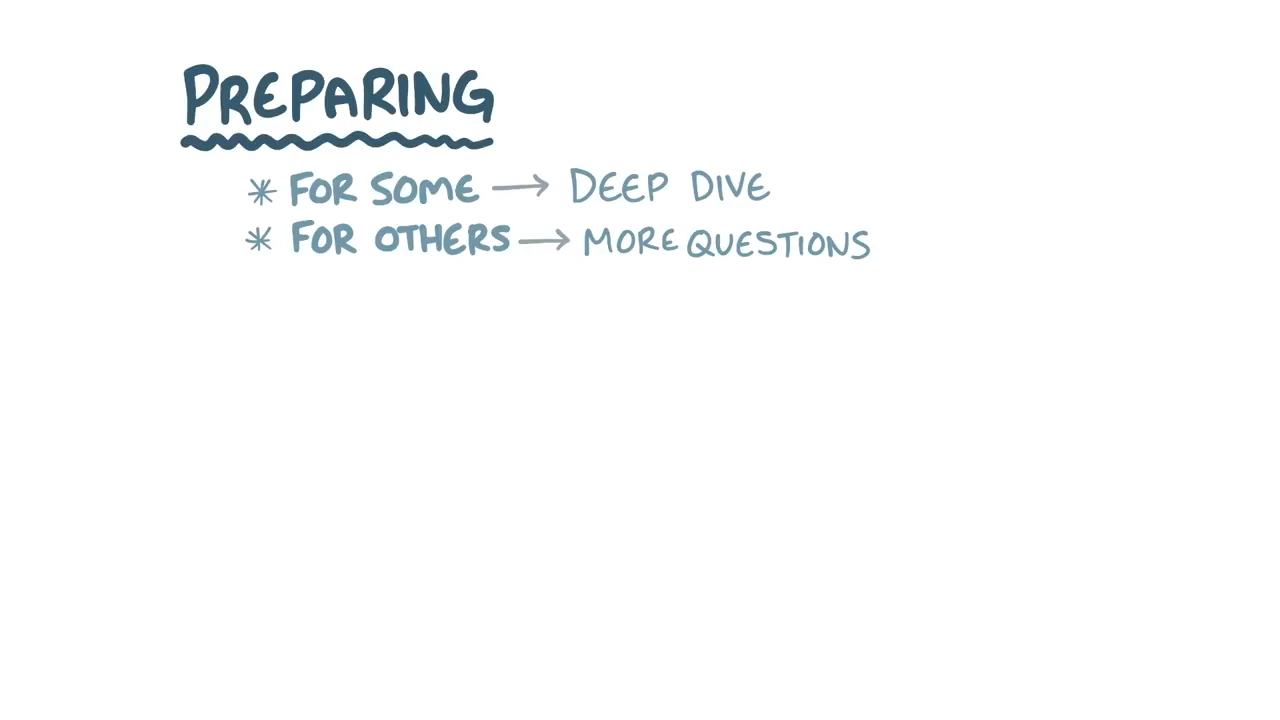 PREPARING
* FOR SOME → DEEP DIVE
* FOR OTHERS → MORE QUESTIONS